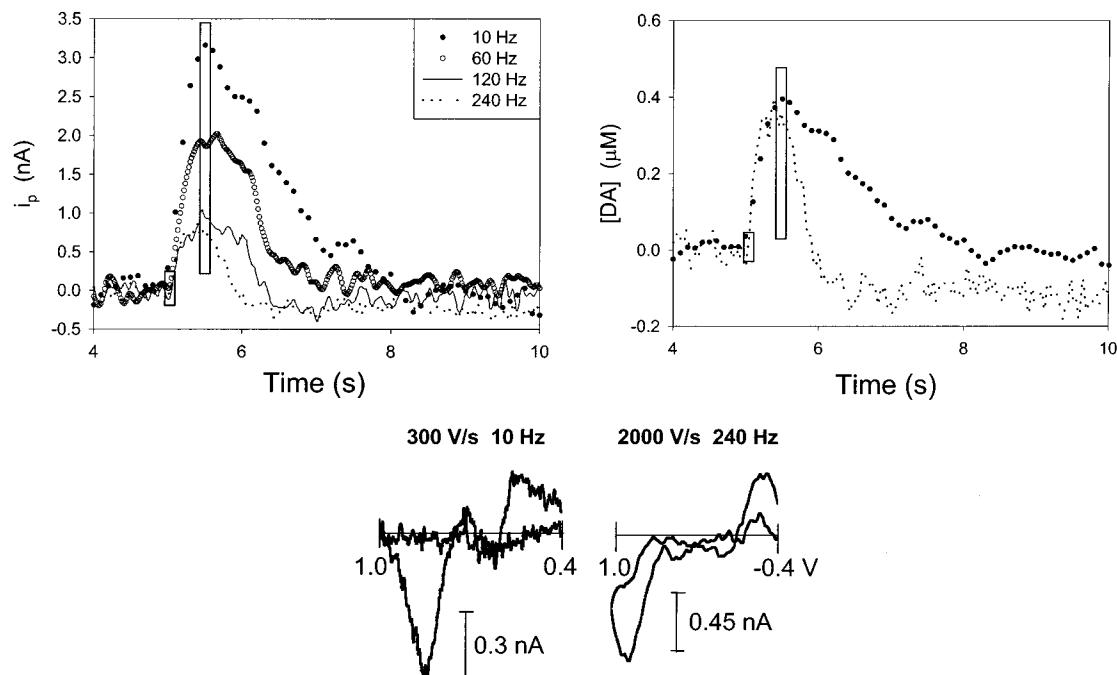 3.5
3.0
2.5
2.0
1.5
1.0
0.5
0.0
-0.5
i_p (nA)
10 Hz
60 Hz
120 Hz
240 Hz
4 6 8 10
Time (s)
0.6
0.4
0.2
0.0
-0.2
[DA] (μM)
4 6 8 10
Time (s)
300 V/s 10 Hz
1.0 0.4
0.3 nA
2000 V/s 240 Hz
1.0 -0.4 V
0.45 nA